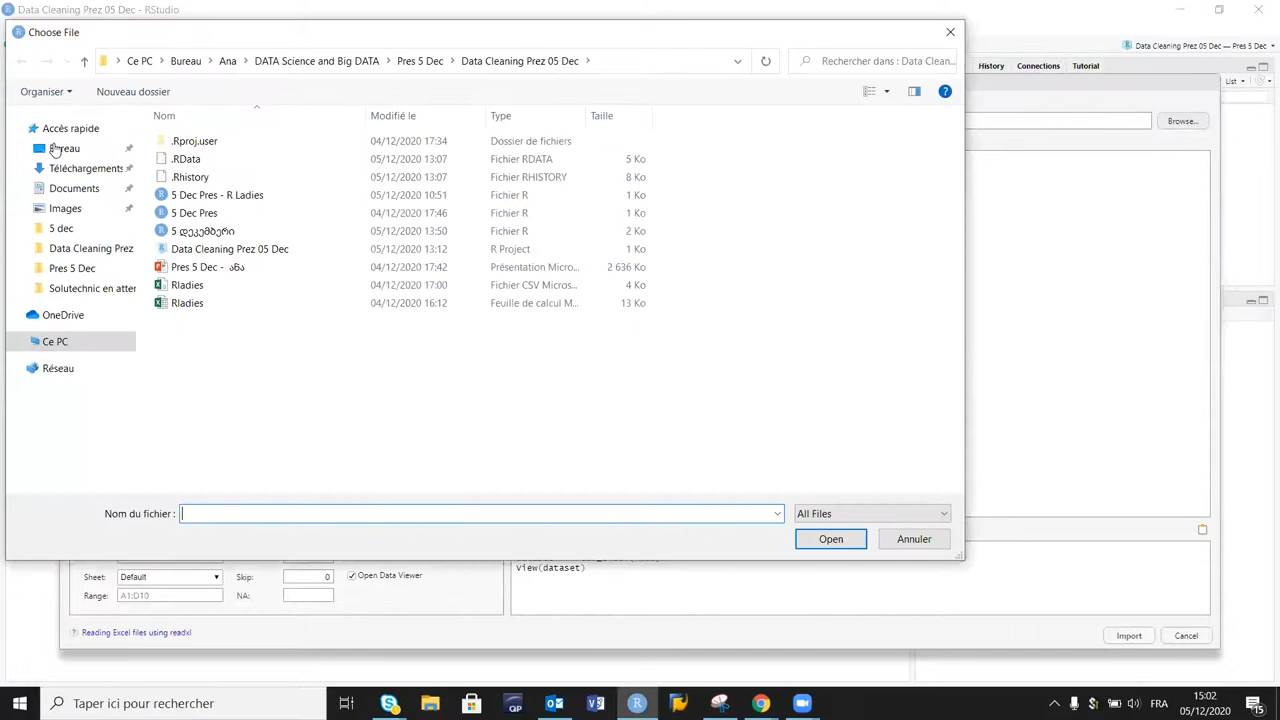 Data Cleaning Prez 05 Dec - RStudio
Choose File
Data Cleaning Prez 05 Dec — Pres 5 Dec
Ce PC > Bureau > Ana > DATA Science and Big DATA > Pres 5 Dec > Data Cleaning Prez 05 Dec >
Rechercher dans : Data Clean...
History Connections Tutorial
List
Organiser Nouveau dossier
Browse...
Nom Modifié le Type Taille
Accès rapide
Bureau
Téléchargements
Documents
Images
5 dec
Data Cleaning Prez
Pres 5 Dec
Solutechnic en atter
OneDrive
Ce PC
Réseau
.Rproj.user 04/12/2020 17:34 Dossier de fichiers
.RData 05/12/2020 13:07 Fichier RDATA 5 Ko
.Rhistory 05/12/2020 13:07 Fichier RHISTORY 8 Ko
5 Dec Pres - R Ladies 05/12/2020 10:51 Fichier R 1 Ko
5 Dec Pres 04/12/2020 17:46 Fichier R 1 Ko
5 დეკემბერი 05/12/2020 13:50 Fichier R 2 Ko
Data Cleaning Prez 05 Dec 05/12/2020 13:12 R Project 1 Ko
Pres 5 Dec - ანა 04/12/2020 17:42 Présentation Micro... 2 636 Ko
Rladies 04/12/2020 17:00 Fichier CSV Micros... 4 Ko
Rladies 04/12/2020 16:12 Feuille de calcul M... 13 Ko
Nom du fichier : All Files
Open Annuler
Sheet: Default Skip: 0 Open Data Viewer
Range: A1:D10 NA:
View(dataset)
Reading Excel files using readxl
Import Cancel
Taper ici pour rechercher
FRA
15:02
05/12/2020
15